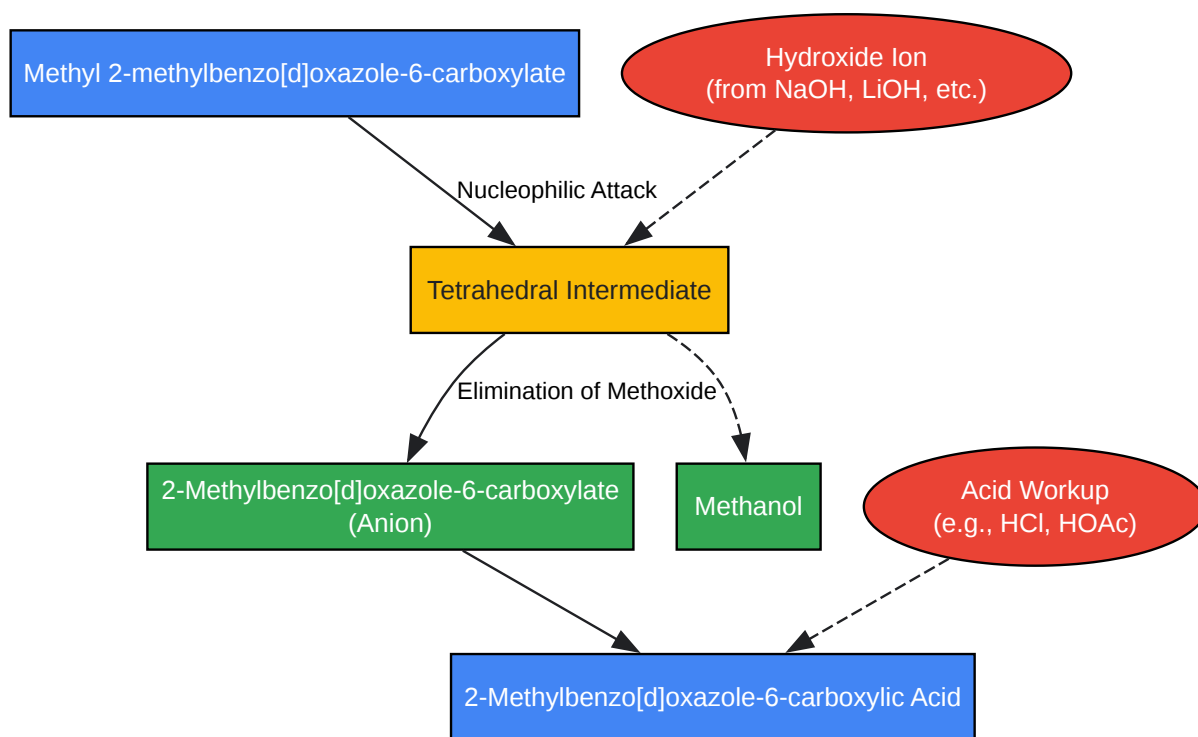 Methyl 2-methylbenzo[d]oxazole-6-carboxylate
Hydroxide Ion
(from NaOH, LiOH, etc.)
Nucleophilic Attack
Tetrahedral Intermediate
Elimination of Methoxide
2-Methylbenzo[d]oxazole-6-carboxylate
(Anion)
Methanol
Acid Workup
(e.g., HCl, HOAc)
2-Methylbenzo[d]oxazole-6-carboxylic Acid